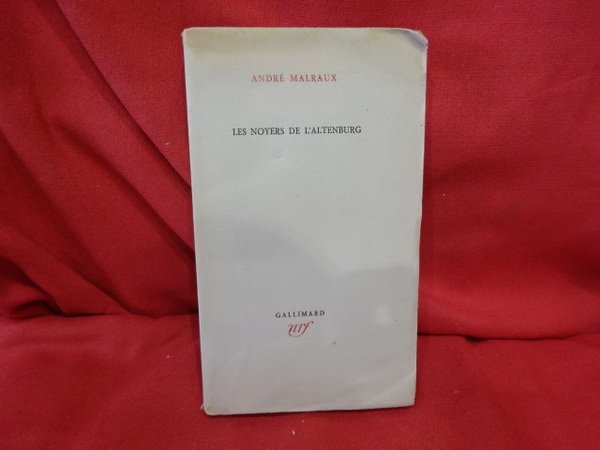 ANDRÉ MALRAUX
LES NOYERS DE L'ALTENBURG
GALLIMARD
nrf